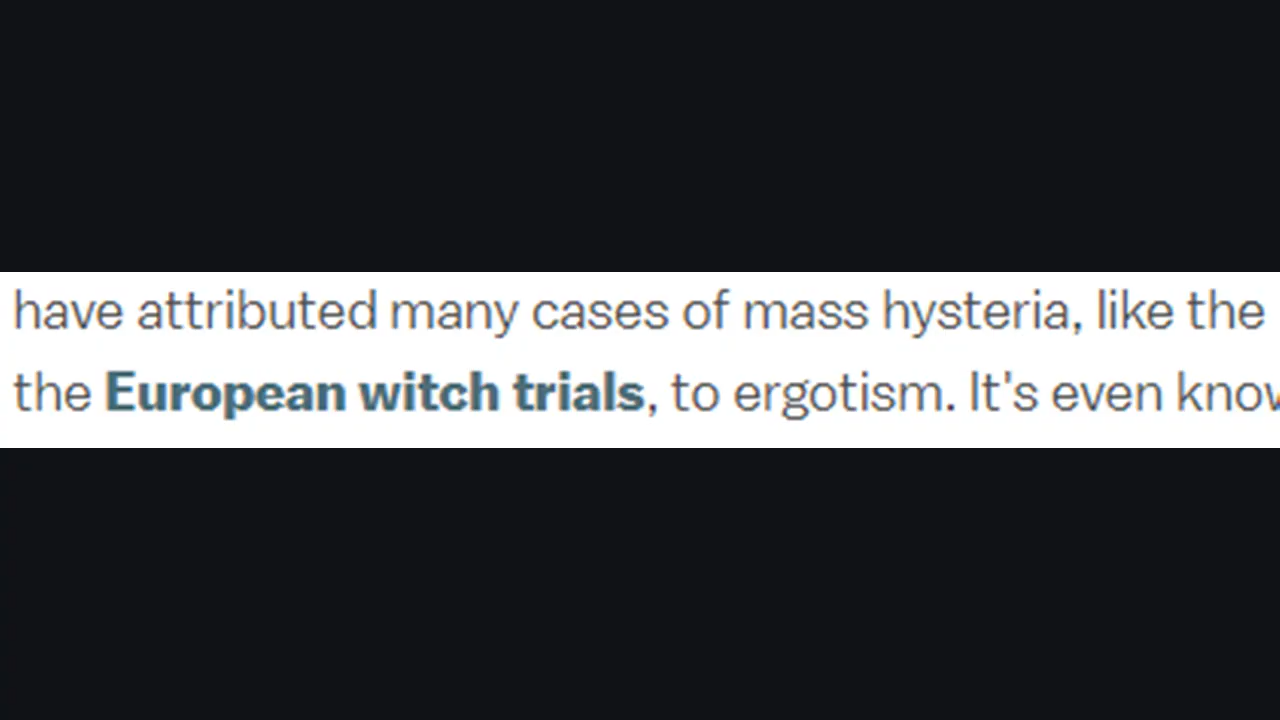 have attributed many cases of mass hysteria, like the
the European witch trials, to ergotism. It's even